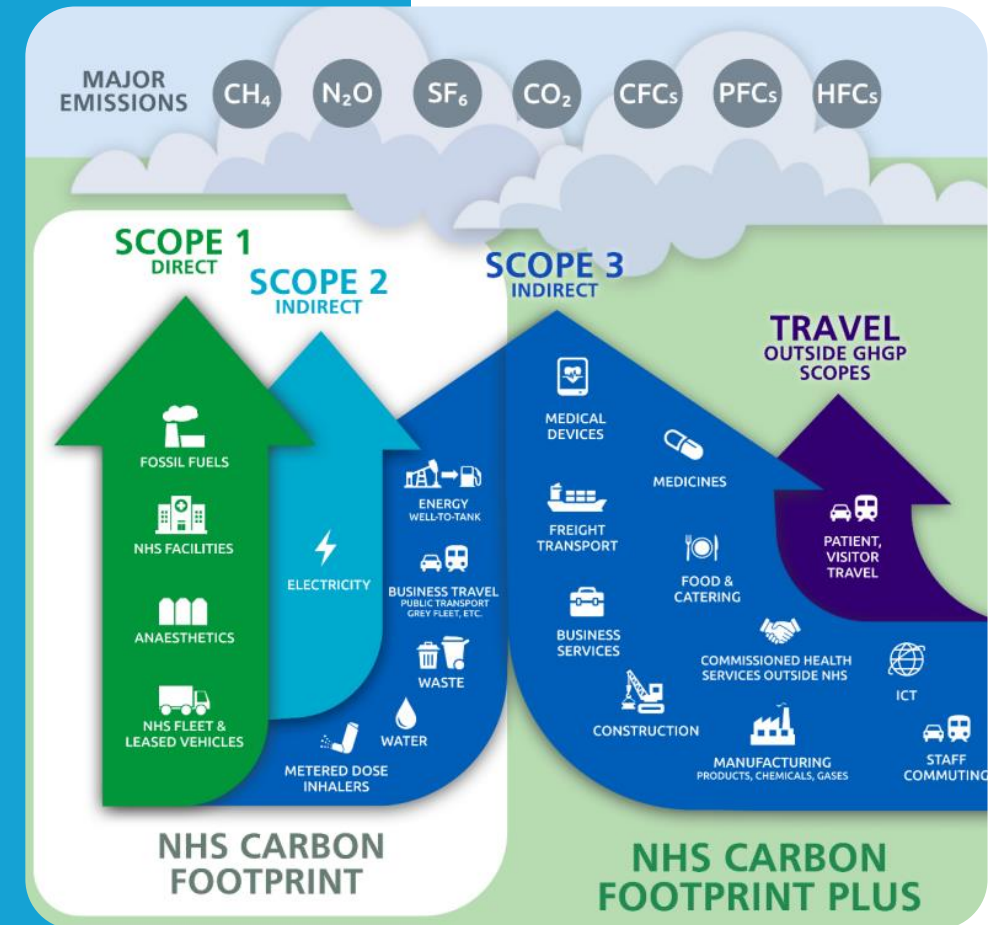 MAJOR
EMISSIONS
CH₄
N₂O
SF₆
CO₂
CFCs
PFCs
HFCs
SCOPE 1
DIRECT
SCOPE 2
INDIRECT
SCOPE 3
INDIRECT
TRAVEL
OUTSIDE GHGP
SCOPES
FOSSIL FUELS
NHS FACILITIES
ANAESTHETICS
NHS FLEET &
LEASED VEHICLES
ELECTRICITY
ENERGY
WELL-TO-TANK
BUSINESS TRAVEL
PUBLIC TRANSPORT
GREY FLEET, ETC.
WASTE
WATER
METERED DOSE
INHALERS
MEDICAL
DEVICES
MEDICINES
FREIGHT
TRANSPORT
FOOD &
CATERING
BUSINESS
SERVICES
COMMISSIONED HEALTH
SERVICES OUTSIDE NHS
CONSTRUCTION
MANUFACTURING
PRODUCTS, CHEMICALS, GASES
ICT
STAFF
COMMUTING
PATIENT,
VISITOR
TRAVEL
NHS CARBON
FOOTPRINT
NHS CARBON
FOOTPRINT PLUS